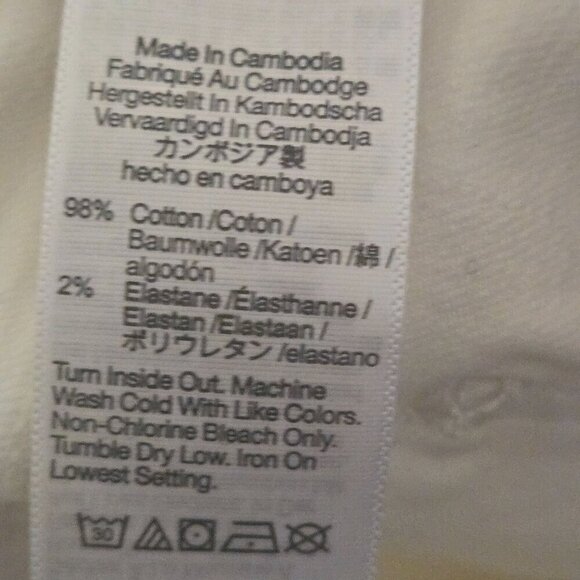 Made In Cambodia
Fabriqué Au Cambodge
Hergestellt In Kambodscha
Vervaardigd In Cambodja
カンボジア製
hecho en camboya
98% Cotton /Coton /
Baumwolle /Katoen /綿 /
algodón
2% Elastane /Élasthanne /
Elastan /Elastaan /
ポリウレタン /elastano
Turn Inside Out. Machine
Wash Cold With Like Colors.
Non-Chlorine Bleach Only.
Tumble Dry Low. Iron On
Lowest Setting.
30